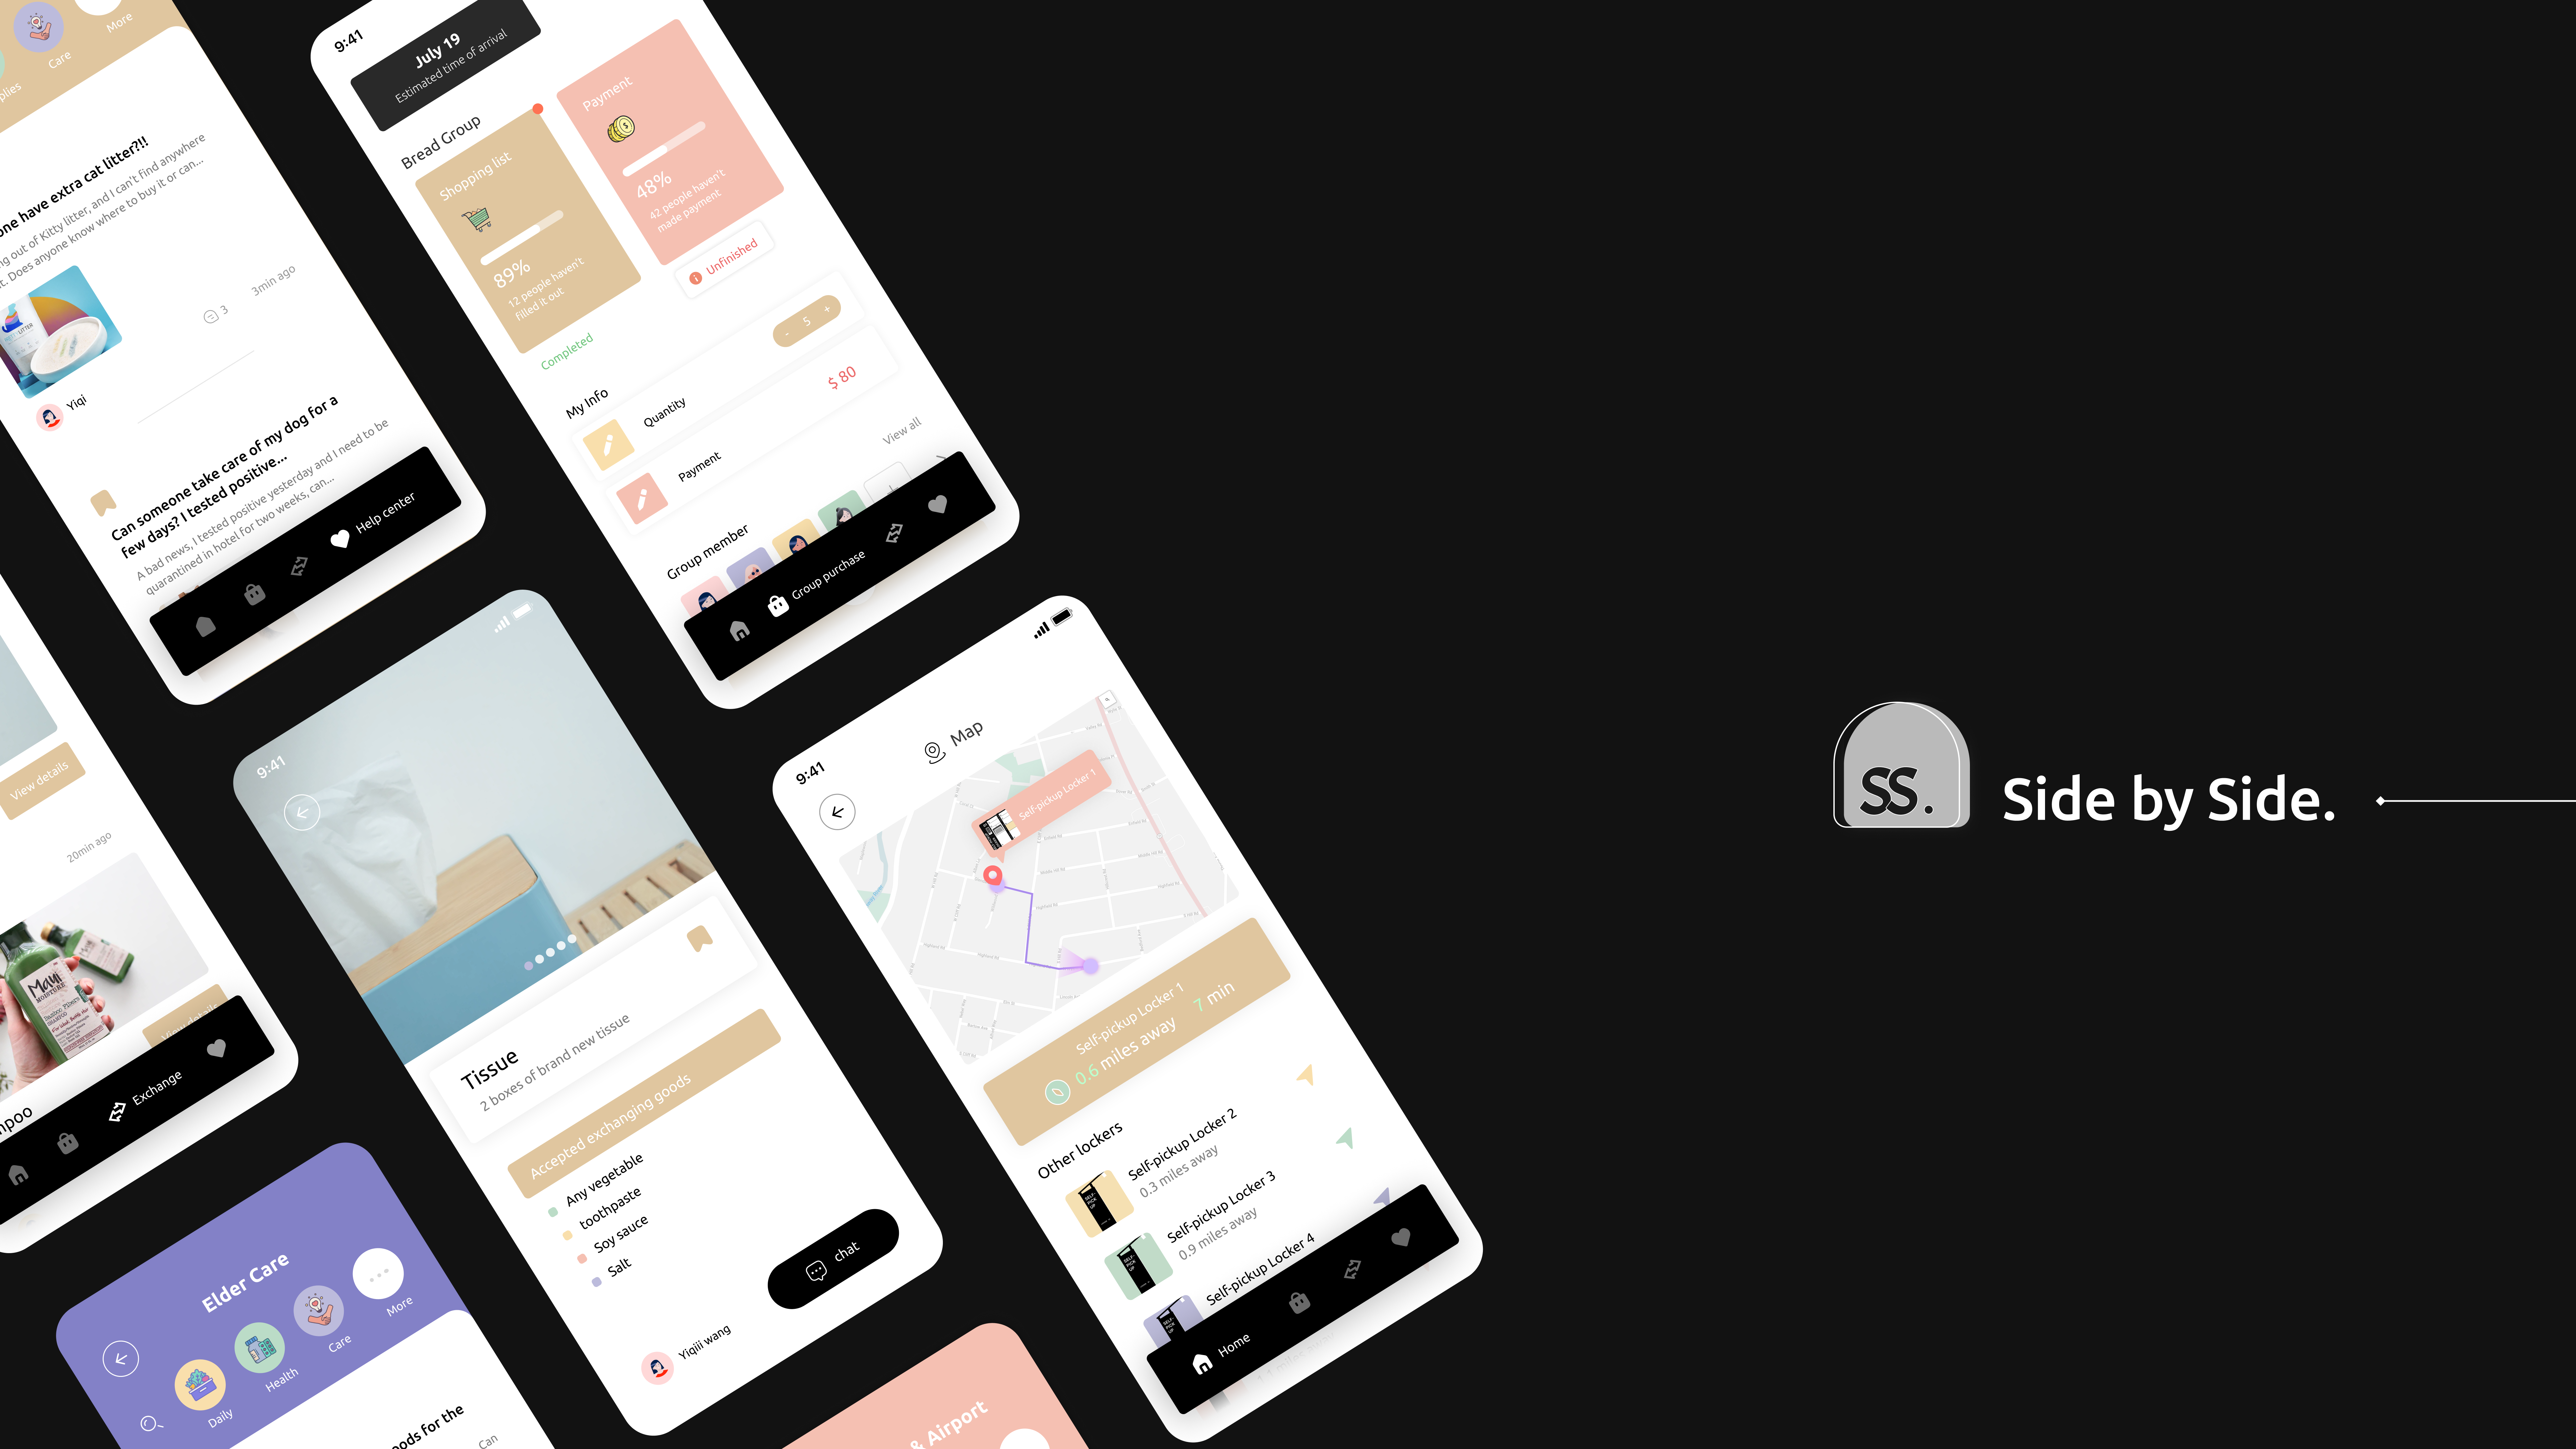 Care
More
plies
one have extra cat litter?!!
ng out of Kitty litter, and I can't find anywhere
t. Does anyone know where to buy it or can...
LITTER
3
3min ago
Yiqi
Can someone take care of my dog for a
few days? I tested positive...
A bad news, I tested positive yesterday and I need to be
quarantined in hotel for two weeks, can...
Help center
9:41
July 19
Estimated time of arrival
Bread Group
Shopping list
89%
12 people haven't
filled it out
Completed
Payment
48%
42 people haven't
made payment
Unfinished
My Info
Quantity
- 5 +
Payment
$ 80
Group member
View all
Group purchase
View details
20min ago
Maui
MOISTURE
SHAMPOO
View details
mpoo
Exchange
9:41
Tissue
2 boxes of brand new tissue
Accepted exchanging goods
Any vegetable
toothpaste
Soy sauce
Salt
Yiqiii wang
chat
9:41
Map
Self-pickup Locker 1
Self-pickup Locker 1
0.6 miles away
7 min
Other lockers
Self-pickup Locker 2
0.3 miles away
Self-pickup Locker 3
0.9 miles away
Self-pickup Locker 4
Home
Elder Care
Daily
Health
Care
More
oods for the
Can
& Airport
SS.
Side by Side.